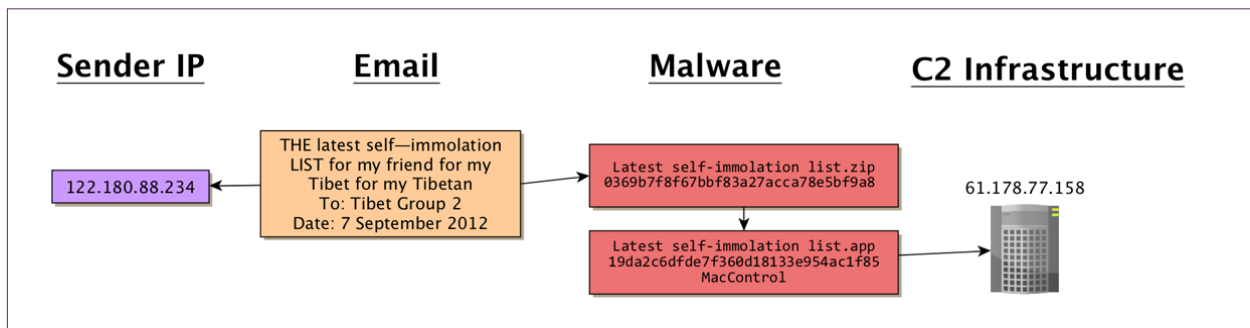 Sender IP
Email
Malware
C2 Infrastructure
122.180.88.234
THE latest self—immolation
LIST for my friend for my
Tibet for my Tibetan
To: Tibet Group 2
Date: 7 September 2012
Latest self-immolation list.zip
0369b7f8f67bbf83a27acca78e5bf9a8
Latest self-immolation list.app
19da2c6dfde7f360d18133e954ac1f85
MacControl
61.178.77.158